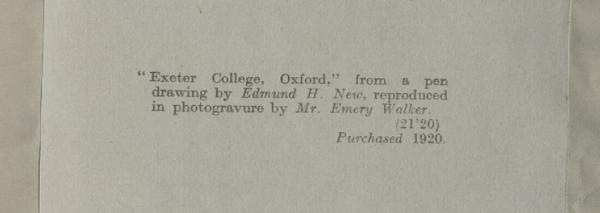 “Exeter College, Oxford,” from a pen
drawing by Edmund H. New, reproduced
in photogravure by Mr. Emery Walker.
(21’20)
Purchased 1920.